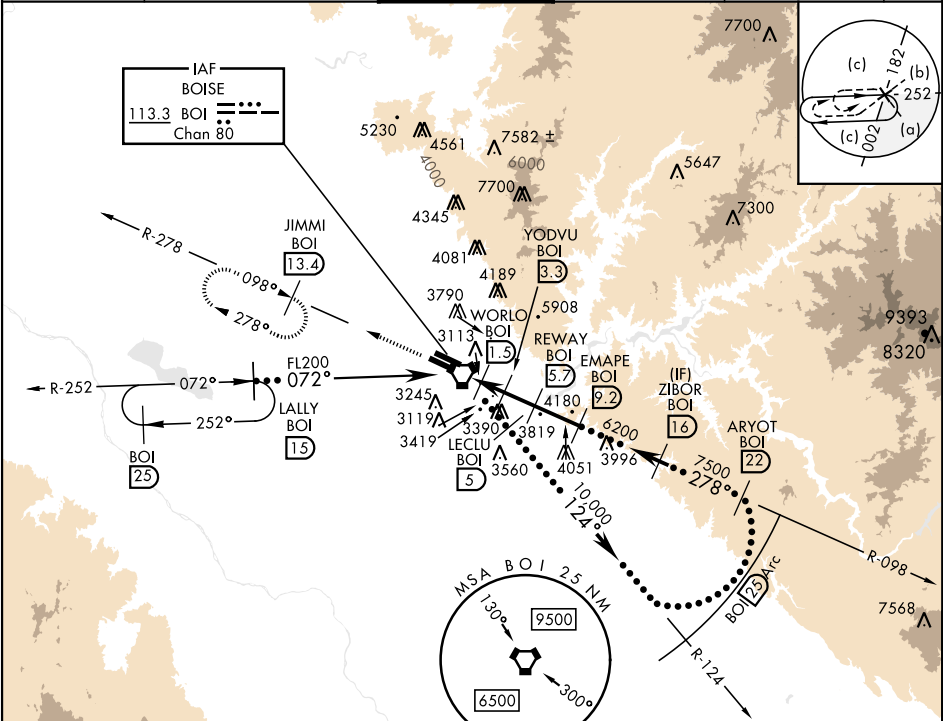 IAF
BOISE
113.3 BOI
Chan 80
7700
(c)
182
(b)
252
(a)
(c)
002
5230
4561
4000
7582 ±
6000
7700
5647
7300
4345
4081
4189
3790
3113
5908
YODVU
BOI
3.3
R-278
JIMMI
BOI
13.4
098°
278°
WORLO
BOI
1.5
REWAY
BOI
5.7
EMAPE
BOI
9.2
(IF)
ZIBOR
BOI
16
ARYOT
BOI
22
9393
8320
R-252
072°
FL200
072°
252°
LALLY
BOI
15
BOI
25
3245
3119
3419
3390
3819
4180
6200
3996
4051
3560
LECLU
BOI
5
7500
278°
10,000
124°
R-098
BOI 25 Arc
R-124
7568
MSA BOI 25 NM
130°
9500
6500
300°